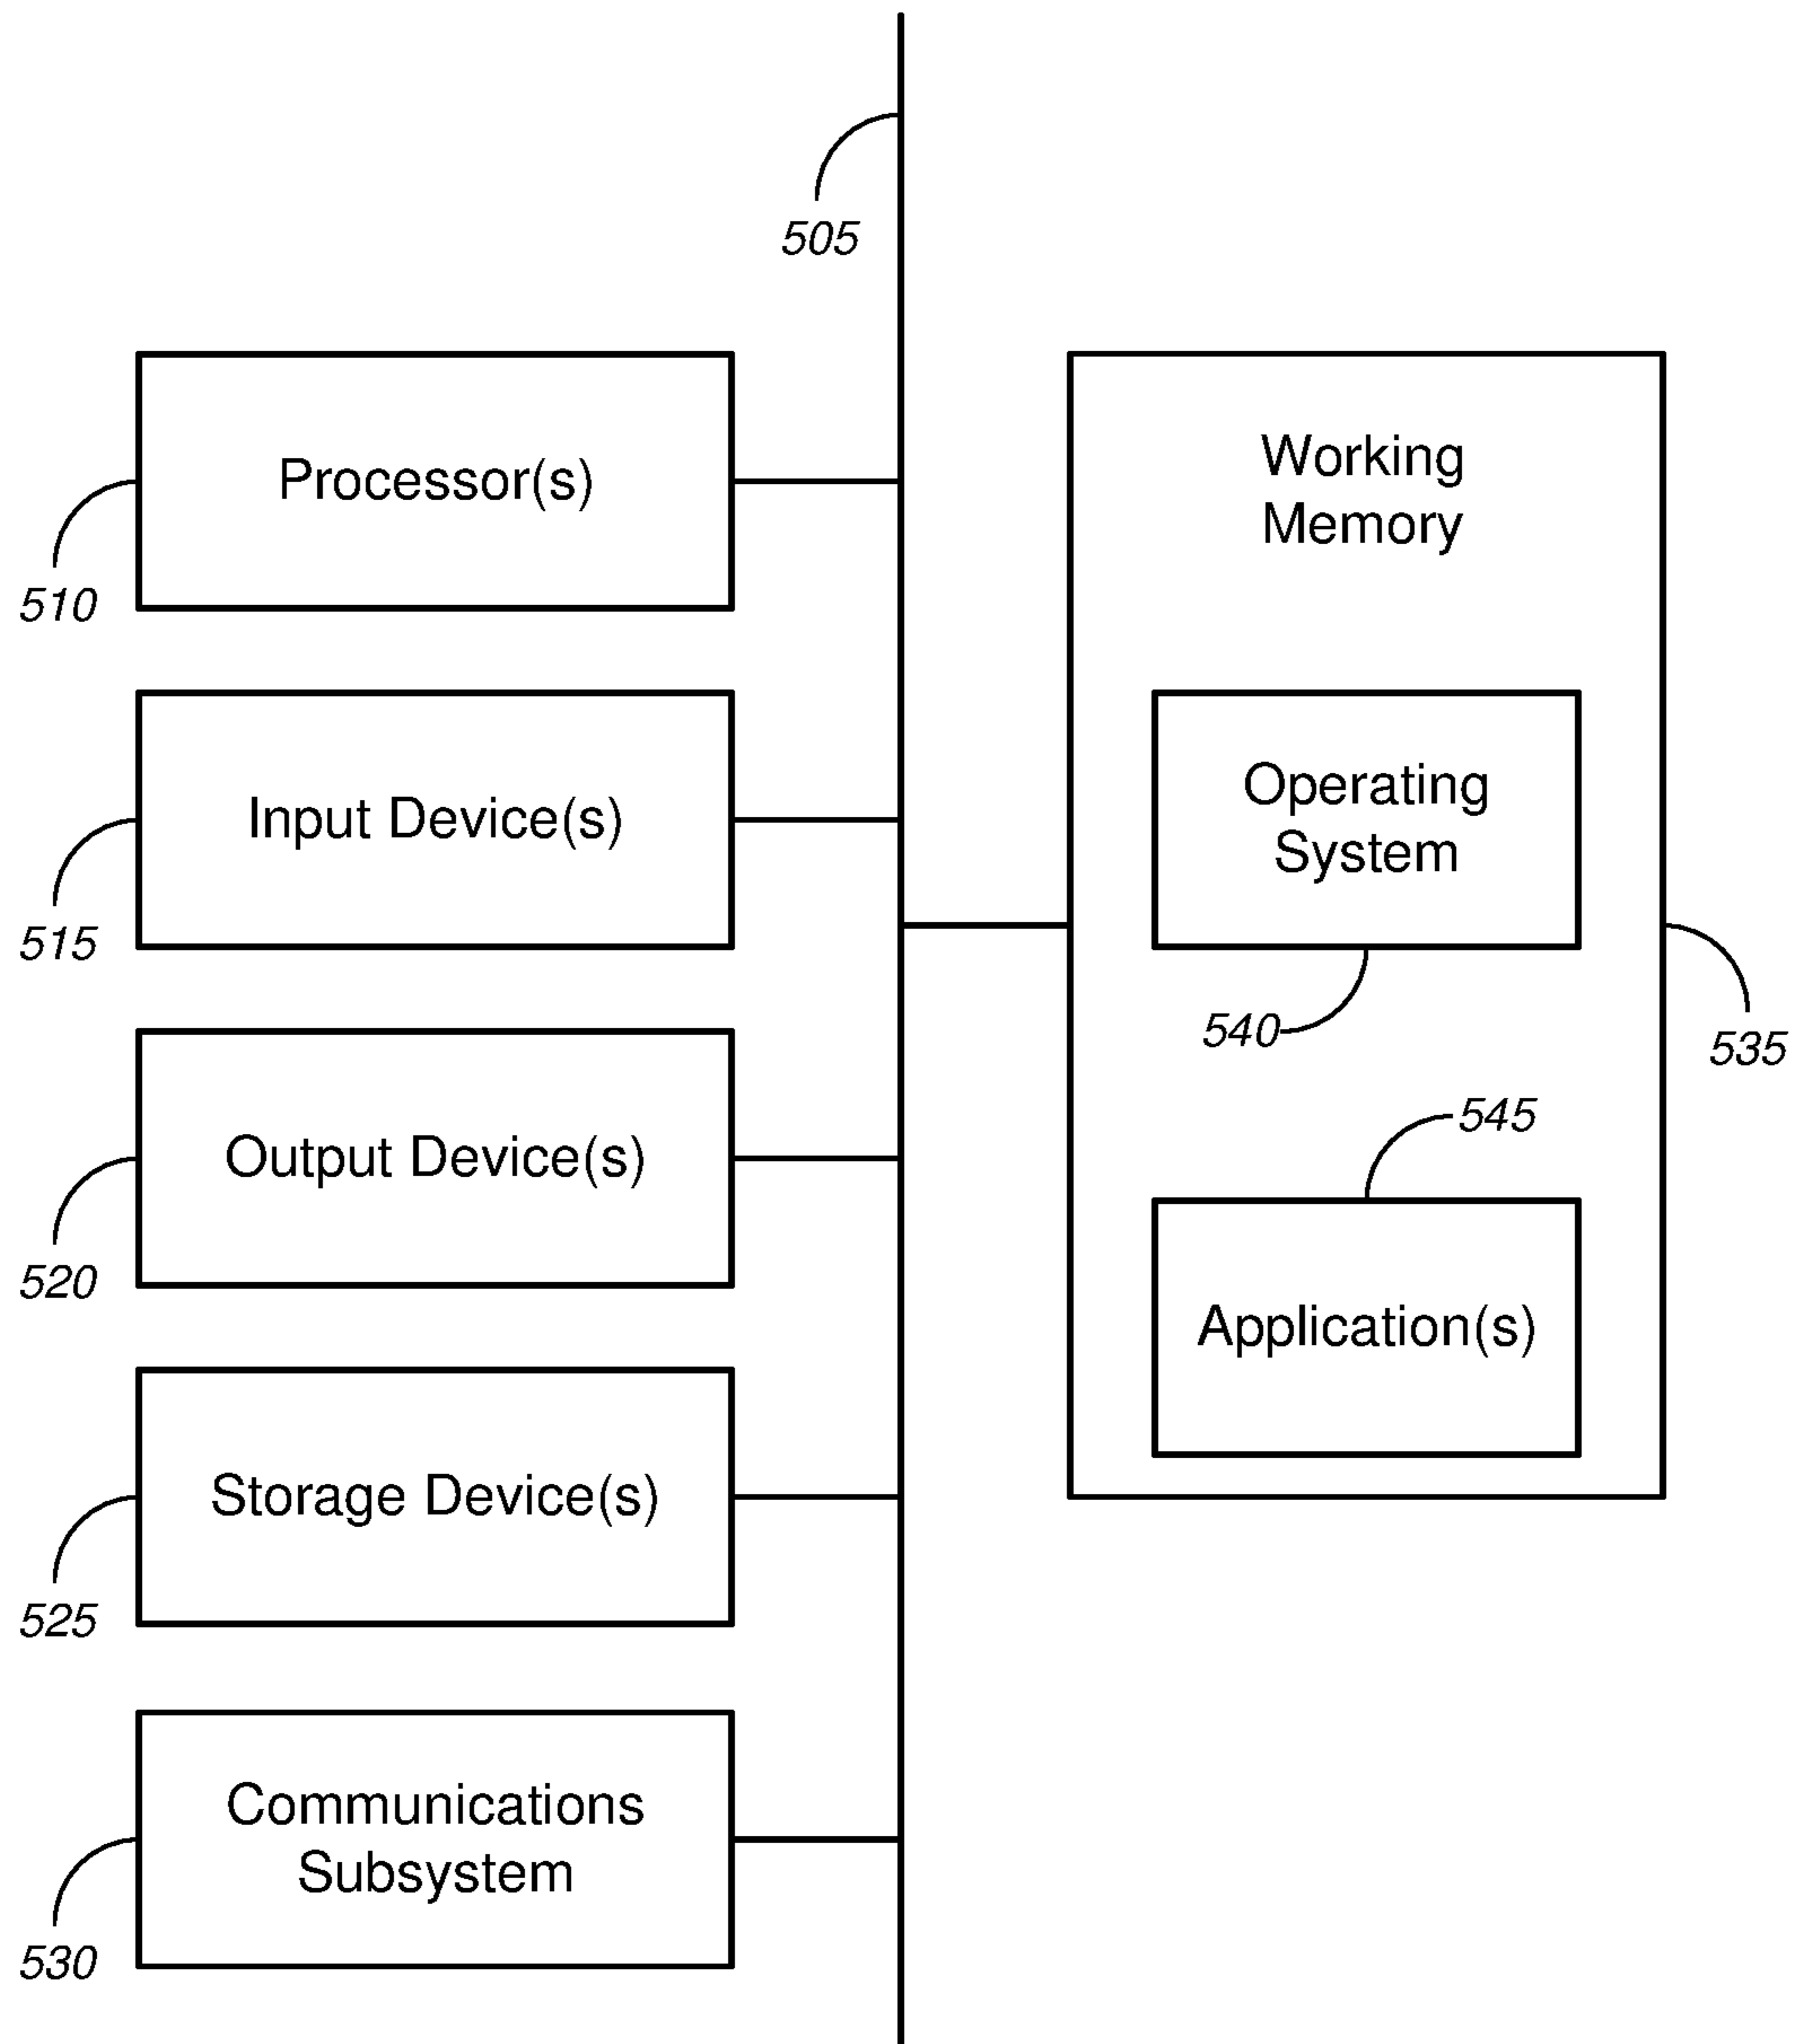 505
Processor(s)
510
Input Device(s)
515
Output Device(s)
520
Storage Device(s)
525
Communications
Subsystem
530
Working
Memory
Operating
System
540
535
545
Application(s)